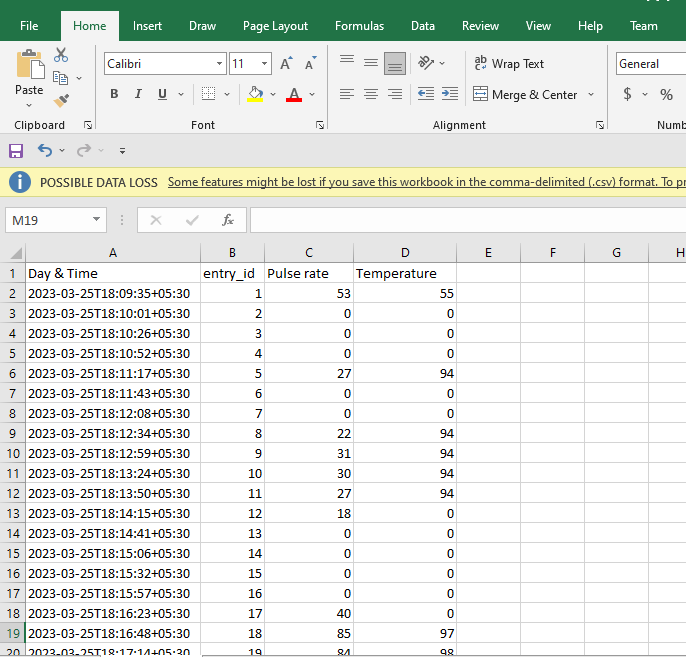 File Home Insert Draw Page Layout Formulas Data Review View Help Team
Calibri 11 A A ab Wrap Text General
Paste B I U A Merge & Center $ %
Clipboard Font Alignment Numb
i POSSIBLE DATA LOSS Some features might be lost if you save this workbook in the comma-delimited (.csv) format. To pr
M19 fx
A B C D E F G H
1 Day & Time entry_id Pulse rate Temperature
2 2023-03-25T18:09:35+05:30 1 53 55
3 2023-03-25T18:10:01+05:30 2 0 0
4 2023-03-25T18:10:26+05:30 3 0 0
5 2023-03-25T18:10:52+05:30 4 0 0
6 2023-03-25T18:11:17+05:30 5 27 94
7 2023-03-25T18:11:43+05:30 6 0 0
8 2023-03-25T18:12:08+05:30 7 0 0
9 2023-03-25T18:12:34+05:30 8 22 94
10 2023-03-25T18:12:59+05:30 9 31 94
11 2023-03-25T18:13:24+05:30 10 30 94
12 2023-03-25T18:13:50+05:30 11 27 94
13 2023-03-25T18:14:15+05:30 12 18 0
14 2023-03-25T18:14:41+05:30 13 0 0
15 2023-03-25T18:15:06+05:30 14 0 0
16 2023-03-25T18:15:32+05:30 15 0 0
17 2023-03-25T18:15:57+05:30 16 0 0
18 2023-03-25T18:16:23+05:30 17 40 0
19 2023-03-25T18:16:48+05:30 18 85 97
20 2023-03-25T18:17:14+05:30 19 84 98